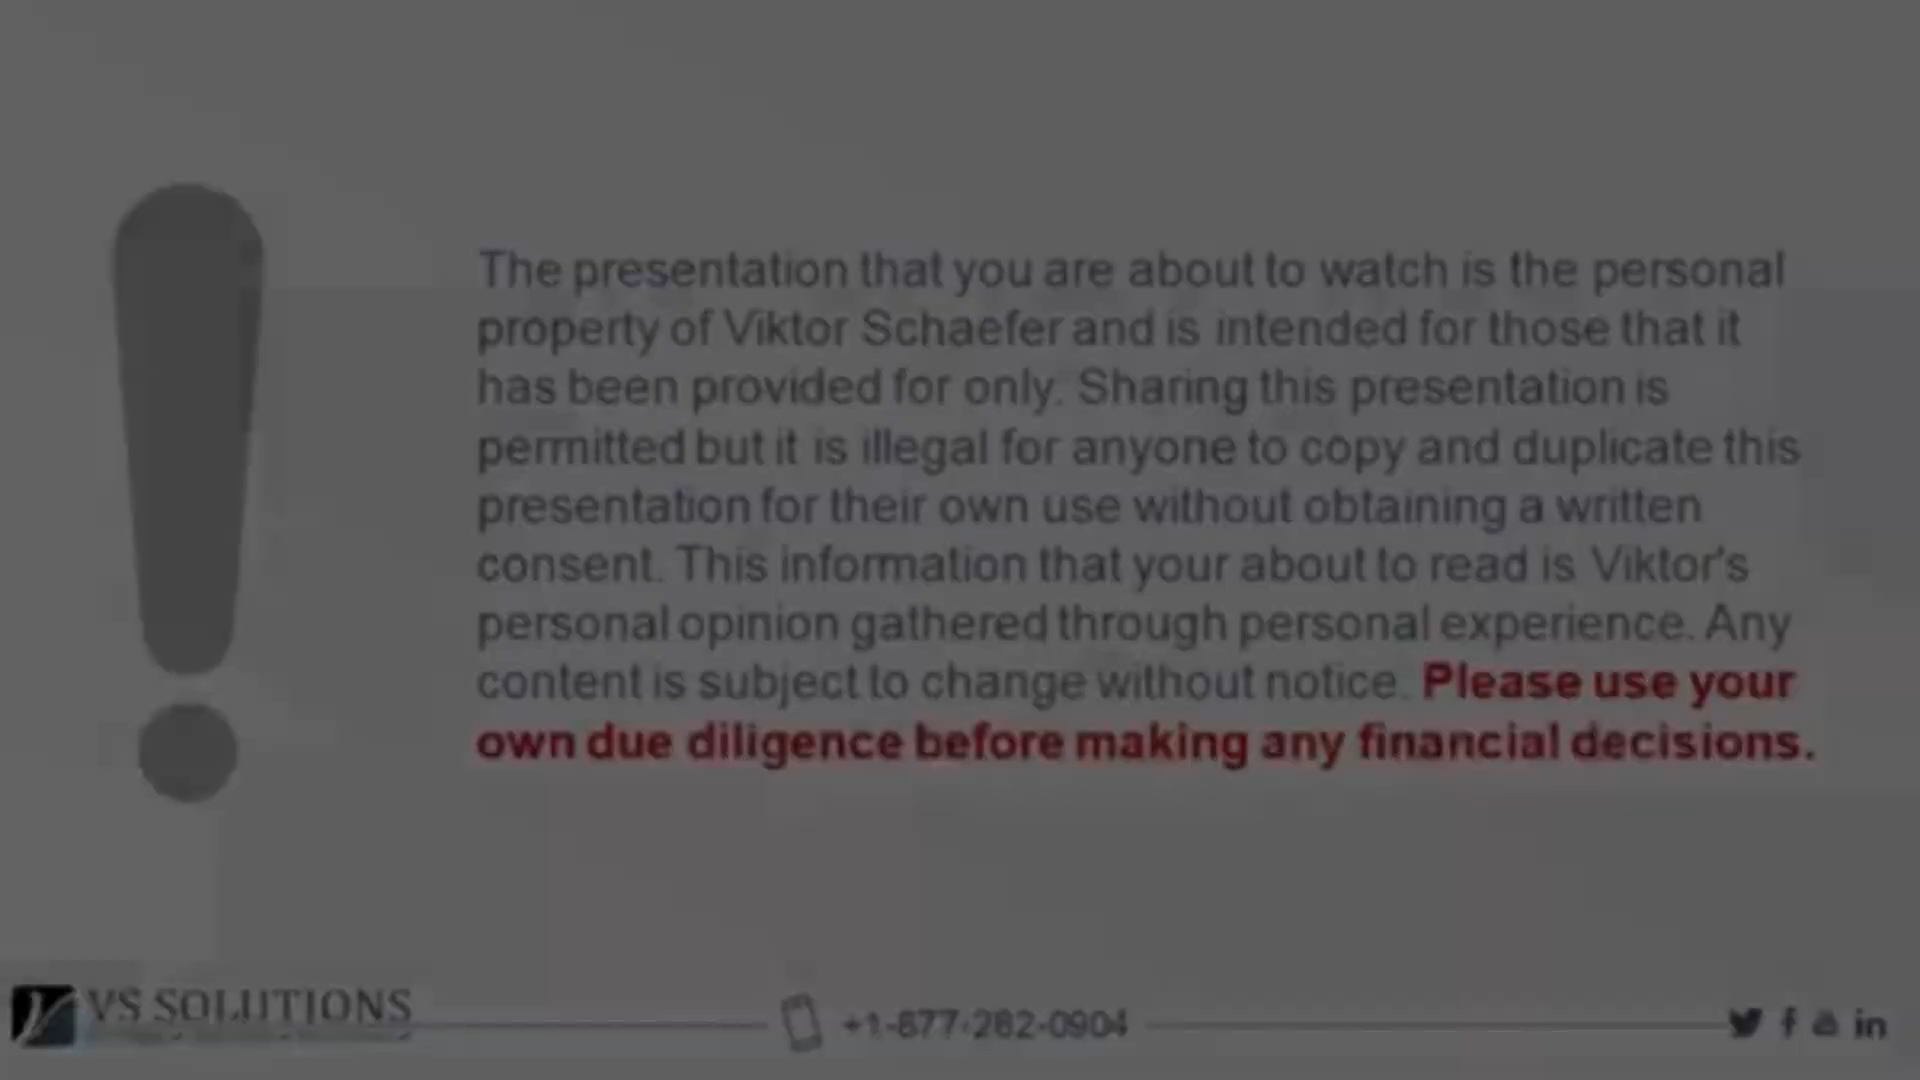 The presentation that you are about to watch is the personal
property of Viktor Schaefer and is intended for those that it
has been provided for only. Sharing this presentation is
permitted but it is illegal for anyone to copy and duplicate this
presentation for their own use without obtaining a written
consent. This information that your about to read is Viktor's
personal opinion gathered through personal experience. Any
content is subject to change without notice. Please use your
own due diligence before making any financial decisions.
VS SOLUTIONS
+1-877-282-0904